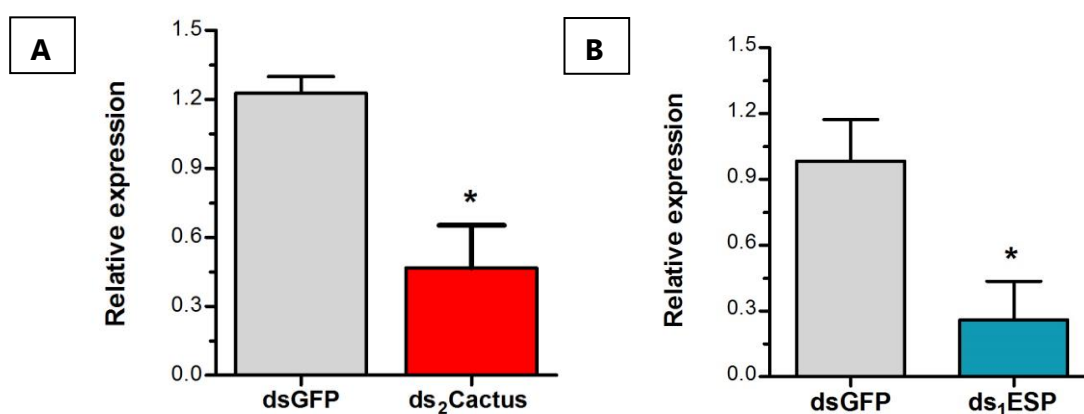 A
Relative expression
1.5
1.2
0.9
0.6
0.3
0.0
*
dsGFP
ds₂Cactus
B
Relative expression
1.5
1.2
0.9
0.6
0.3
0.0
*
dsGFP
ds₁ESP